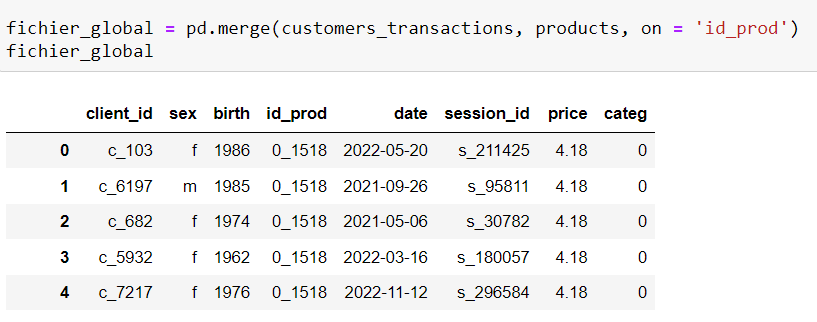 fichier_global = pd.merge(customers_transactions, products, on = 'id_prod')
fichier_global
client_id sex birth id_prod date session_id price categ
0 c_103 f 1986 0_1518 2022-05-20 s_211425 4.18 0
1 c_6197 m 1985 0_1518 2021-09-26 s_95811 4.18 0
2 c_682 f 1974 0_1518 2021-05-06 s_30782 4.18 0
3 c_5932 f 1962 0_1518 2022-03-16 s_180057 4.18 0
4 c_7217 f 1976 0_1518 2022-11-12 s_296584 4.18 0